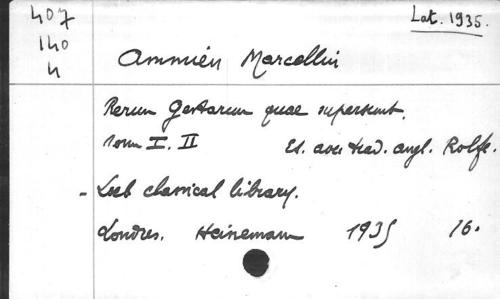 407
140
4
Lat. 1935.
Ammien Marcellin
Rerum Gestarum quae supersunt.
Tom I. II Ed. avec trad. angl. Rolfe.
- Loeb classical library.
Londres. Heinemann 1935 16.